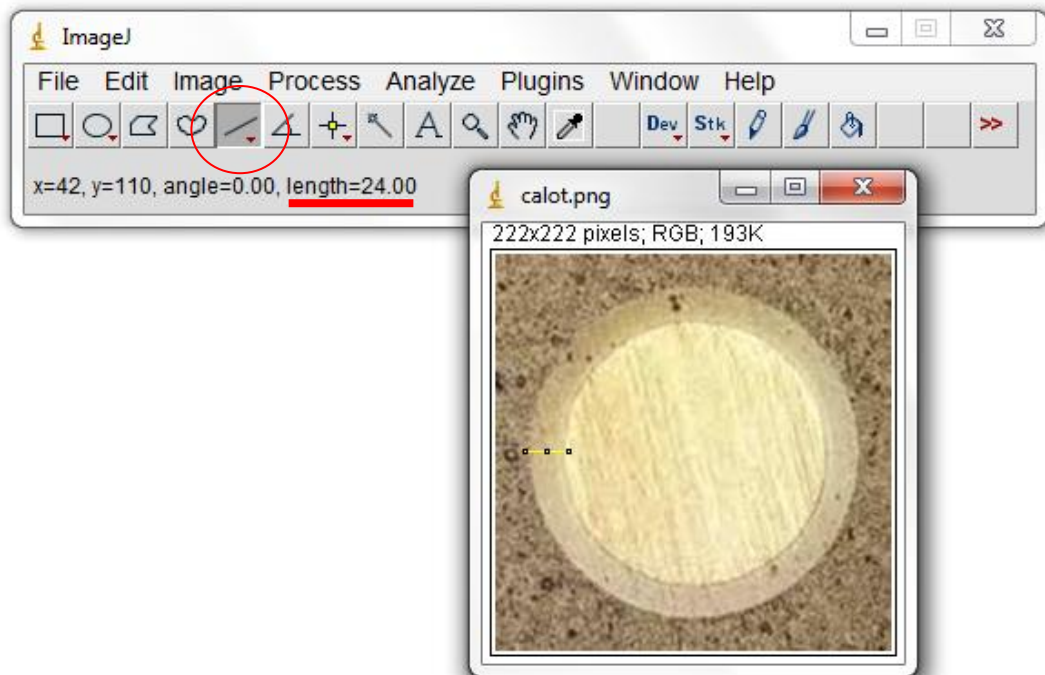 ImageJ
File Edit Image Process Analyze Plugins Window Help
A Dev Stk >>
x=42, y=110, angle=0.00, length=24.00
calot.png
222x222 pixels; RGB; 193K